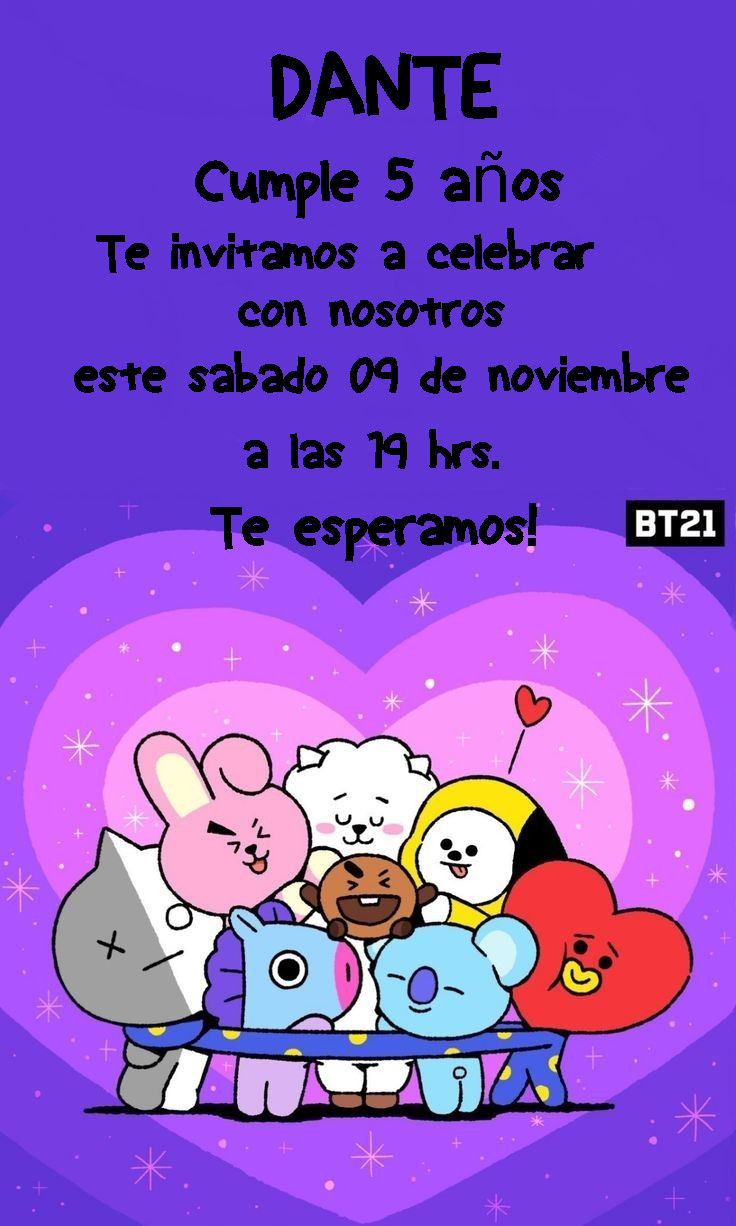 DANTE
Cumple 5 años
Te invitamos a celebrar
con nosotros
este sabado 09 de noviembre
a las 19 hrs.
Te esperamos!
BT21